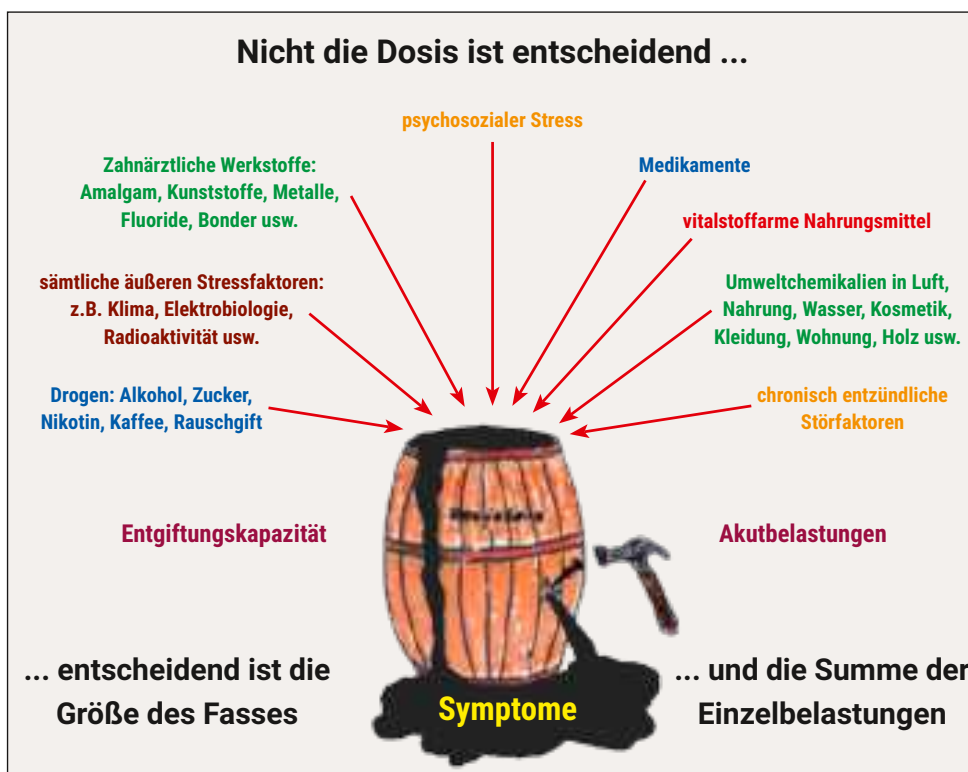 Nicht die Dosis ist entscheidend ...
psychosozialer Stress
Zahnärztliche Werkstoffe:
Amalgam, Kunststoffe, Metalle,
Fluoride, Bonder usw.
Medikamente
vitalstoffarme Nahrungsmittel
sämtliche äußeren Stressfaktoren:
z.B. Klima, Elektrobiologie,
Radioaktivität usw.
Umweltchemikalien in Luft,
Nahrung, Wasser, Kosmetik,
Kleidung, Wohnung, Holz usw.
Drogen: Alkohol, Zucker,
Nikotin, Kaffee, Rauschgift
chronisch entzündliche
Störfaktoren
Entgiftungskapazität
Akutbelastungen
... entscheidend ist die
Größe des Fasses
Symptome
... und die Summe der
Einzelbelastungen